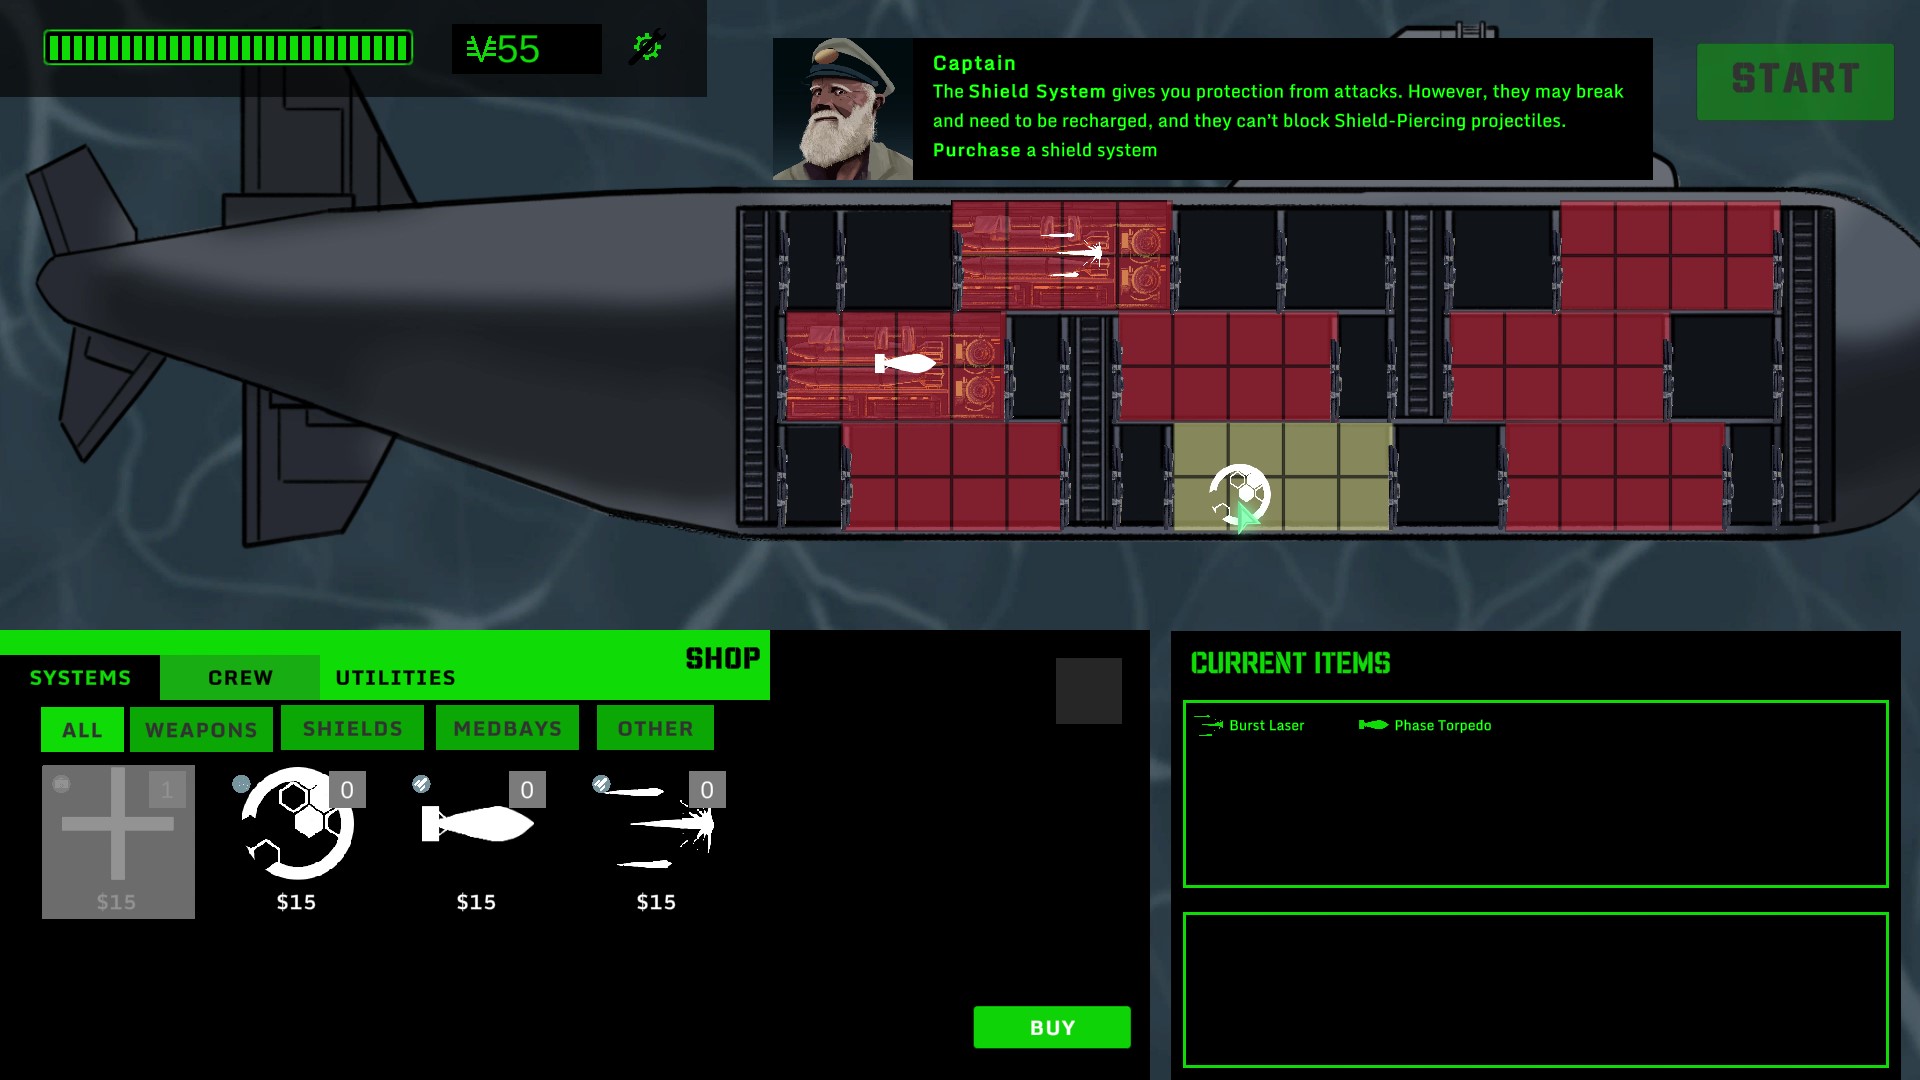 55
START
Captain
The Shield System gives you protection from attacks. However, they may break
and need to be recharged, and they can't block Shield-Piercing projectiles.
Purchase a shield system
SHOP
SYSTEMS
CREW
UTILITIES
ALL
WEAPONS
SHIELDS
MEDBAYS
OTHER
1
0
0
0
$15
$15
$15
$15
BUY
CURRENT ITEMS
Burst Laser
Phase Torpedo